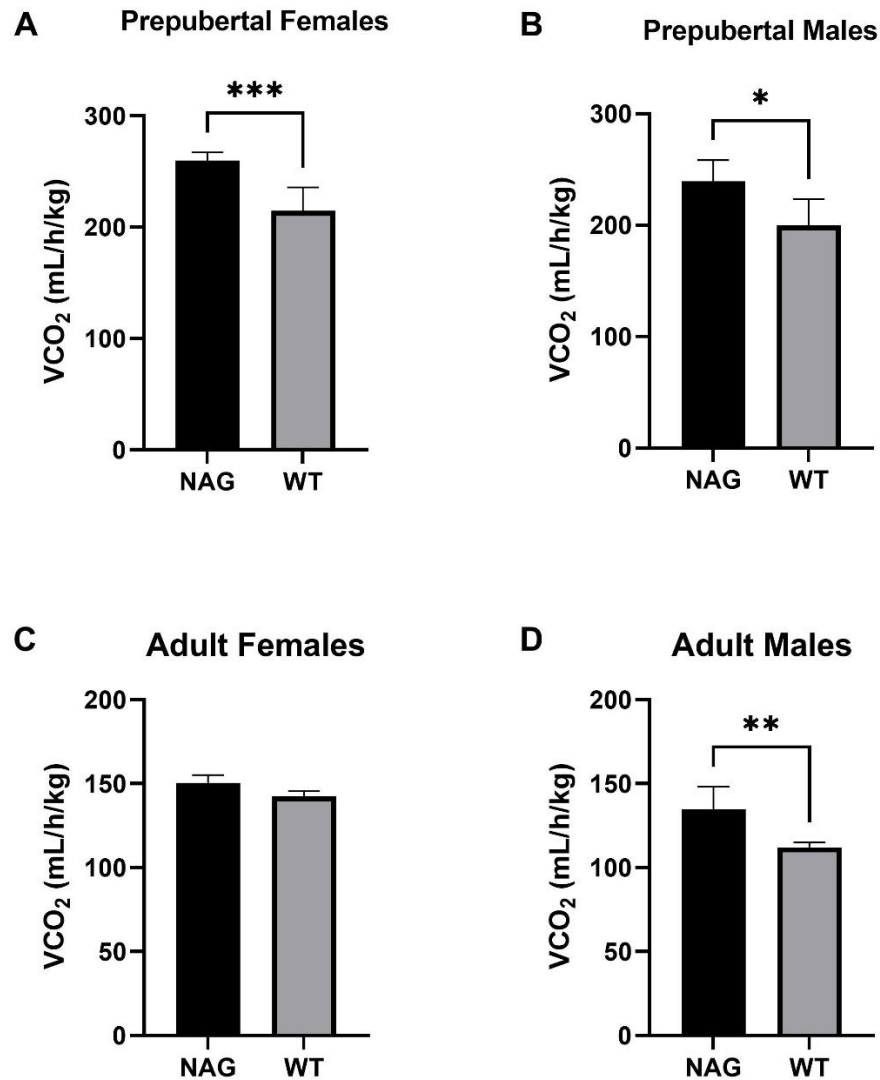 A
Prepubertal Females
***
300
200
100
0
VCO₂ (mL/h/kg)
NAG
WT
B
Prepubertal Males
*
300
200
100
0
VCO₂ (mL/h/kg)
NAG
WT
C
Adult Females
200
150
100
50
0
VCO₂ (mL/h/kg)
NAG
WT
D
Adult Males
**
200
150
100
50
0
VCO₂ (mL/h/kg)
NAG
WT